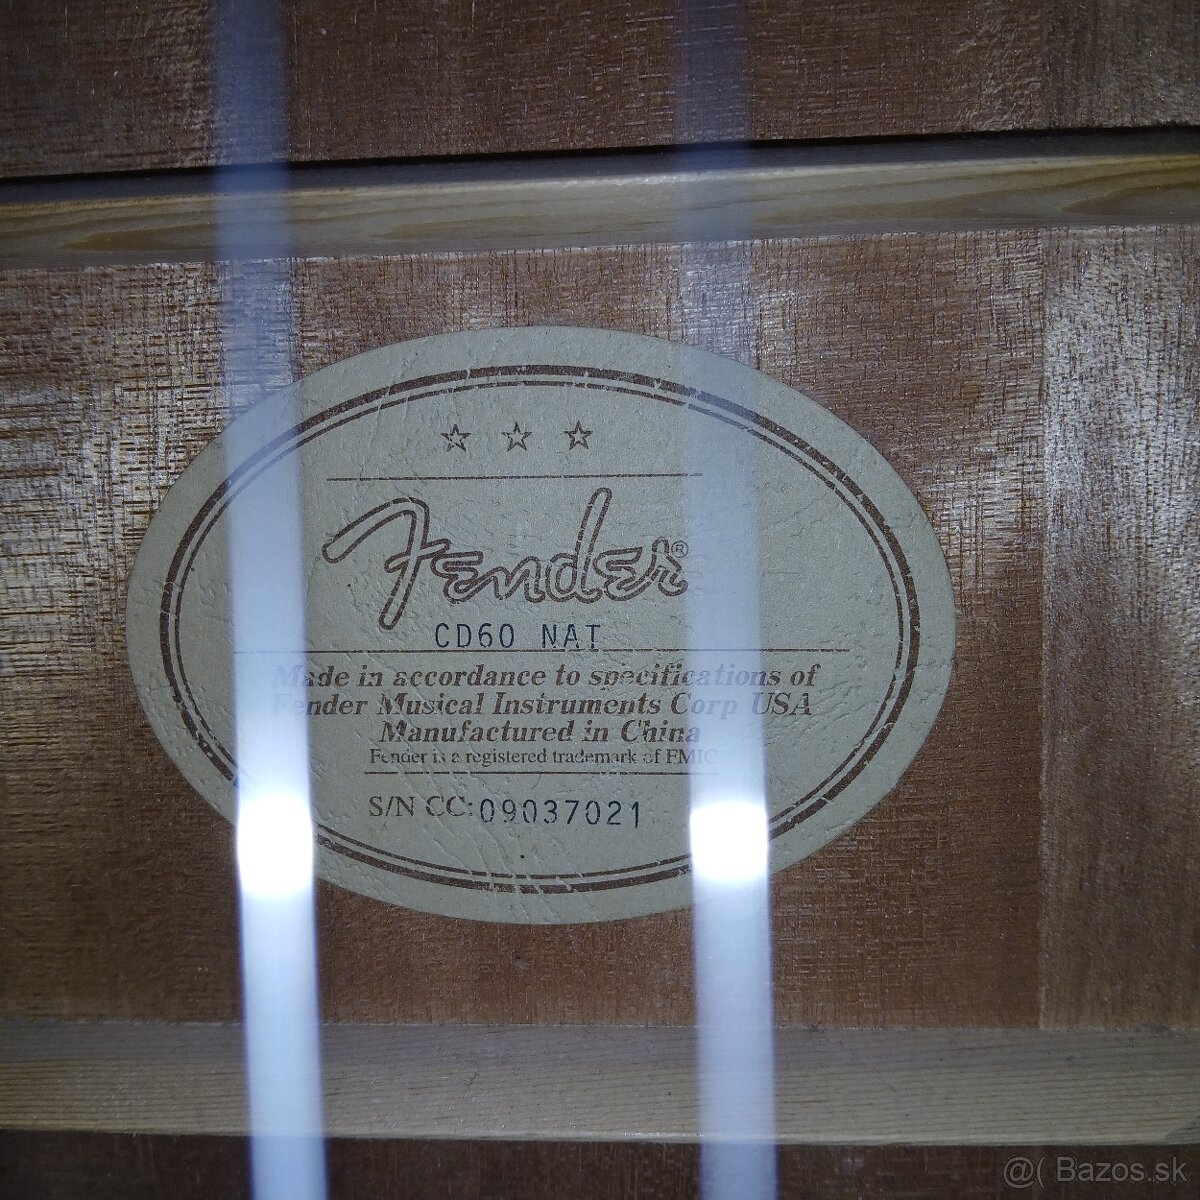 Fender®
CD60 NAT
Made in accordance to specifications of
Fender Musical Instruments Corp USA
Manufactured in China
Fender is a registered trademark of FMIC
S/N CC:09037021
@( Bazos.sk